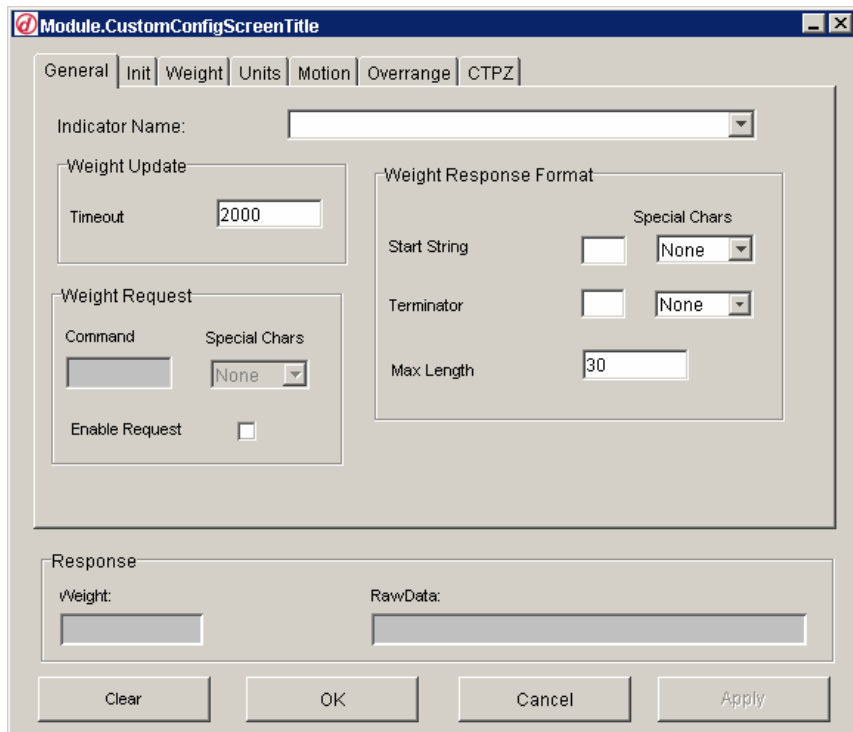 Module.CustomConfigScreenTitle
General Init Weight Units Motion Overrange CTPZ
Indicator Name:
Weight Update
Timeout 2000
Weight Request
Command Special Chars
None
Enable Request
Weight Response Format
Special Chars
Start String None
Terminator None
Max Length 30
Response
Weight: RawData:
Clear OK Cancel Apply